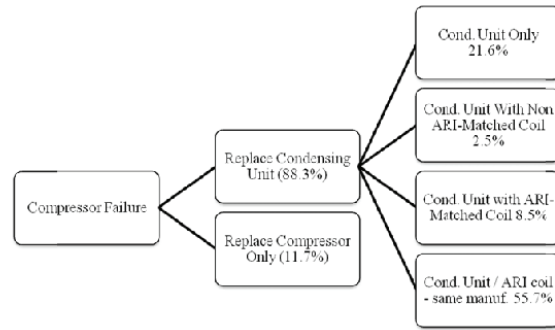 Compressor Failure
Replace Condensing
Unit (88.3%)
Replace Compressor
Only (11.7%)
Cond. Unit Only
21.6%
Cond. Unit With Non
ARI-Matched Coil
2.5%
Cond. Unit with ARI-
Matched Coil 8.5%
Cond. Unit / ARI coil
- same manuf. 55.7%